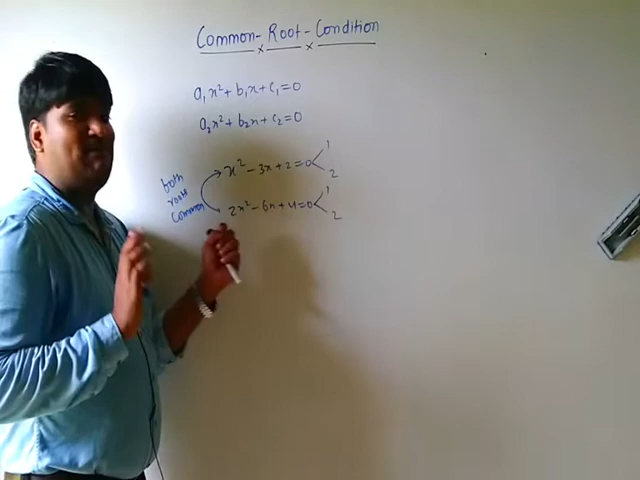 Common-Root-Condition
a₁x²+b₁x+c₁=0
a₂x²+b₂x+c₂=0
x²-3x+2=0 1 2
both roots common
2x²-6x+4=0 1 2